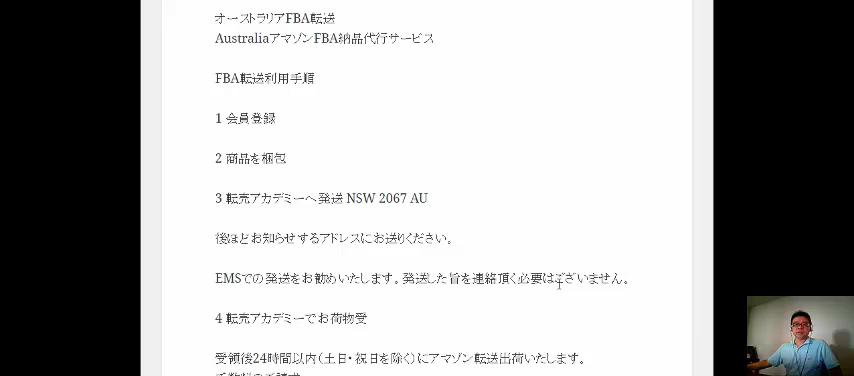 オーストラリアFBA転送
AustraliaアマゾンFBA納品代行サービス
FBA転送利用手順
1 会員登録
2 商品を梱包
3 転売アカデミーへ発送 NSW 2067 AU
後ほどお知らせするアドレスにお送りください。
EMSでの発送をお勧めいたします。発送した旨を連絡頂く必要はございません。
4 転売アカデミーでお荷物受
受領後24時間以内(土日・祝日を除く)にアマゾン転送出荷いたします。